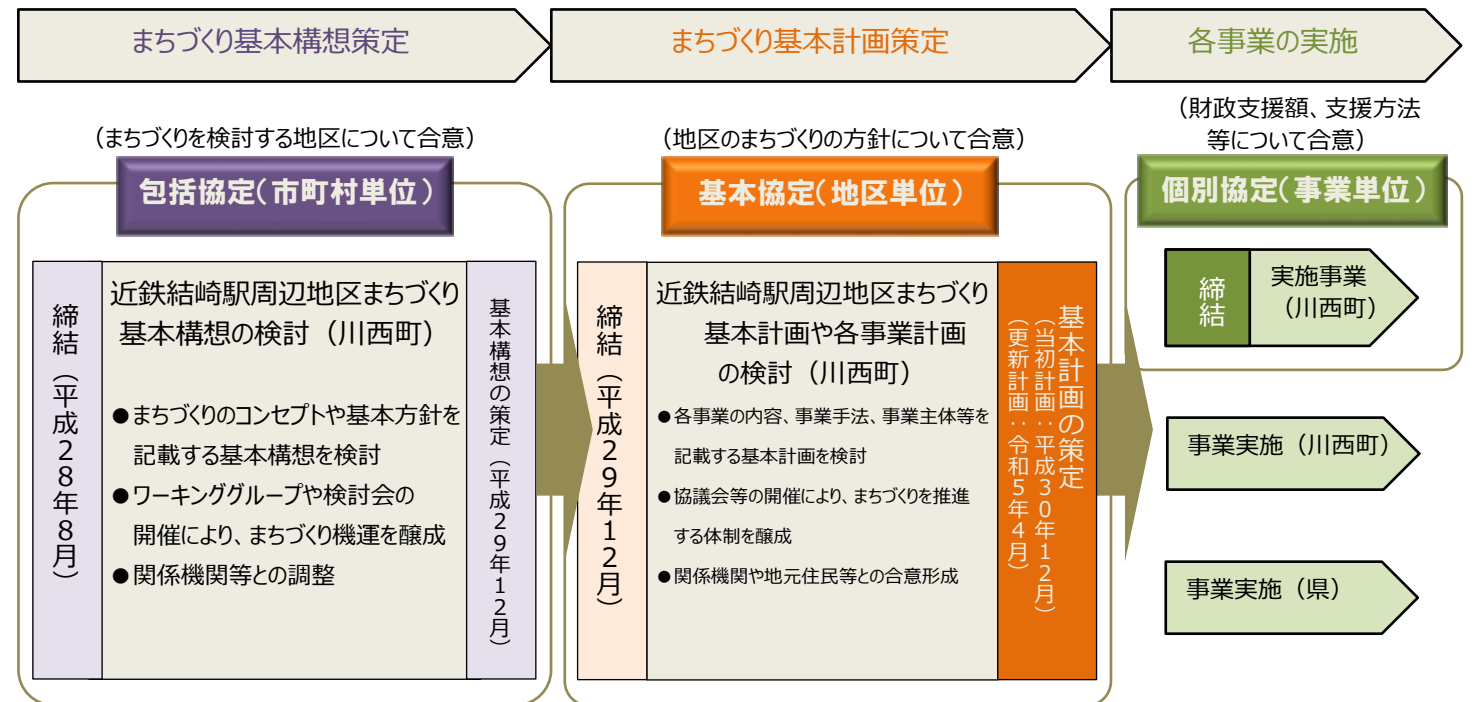 まちづくり基本構想策定
まちづくり基本計画策定
各事業の実施
（まちづくりを検討する地区について合意）
（地区のまちづくりの方針について合意）
（財政支援額、支援方法
等について合意）
包括協定（市町村単位）
基本協定（地区単位）
個別協定（事業単位）
締結（平成２８年８月）
近鉄結崎駅周辺地区まちづくり
基本構想の検討（川西町）
●まちづくりのコンセプトや基本方針を
記載する基本構想を検討
●ワーキンググループや検討会の
開催により、まちづくり機運を醸成
●関係機関等との調整
基本構想の策定（平成２９年１２月）
締結（平成２９年１２月）
近鉄結崎駅周辺地区まちづくり
基本計画や各事業計画
の検討（川西町）
●各事業の内容、事業手法、事業主体等を
記載する基本計画を検討
●協議会等の開催により、まちづくりを推進
する体制を醸成
●関係機関や地元住民等との合意形成
基本計画の策定
（当初計画：平成３０年１２月）
（更新計画：令和５年４月）
締結
実施事業
（川西町）
事業実施（川西町）
事業実施（県）